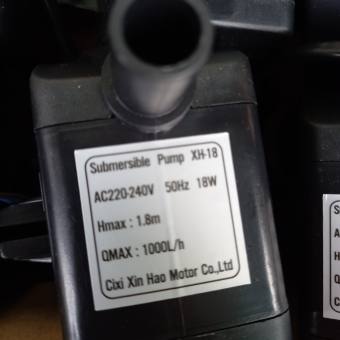 Submersible Pump XH-18
AC220-240V 50Hz 18W
Hmax : 1.8m
QMAX : 1000L/h
Cixi Xin Hao Motor Co.,Ltd